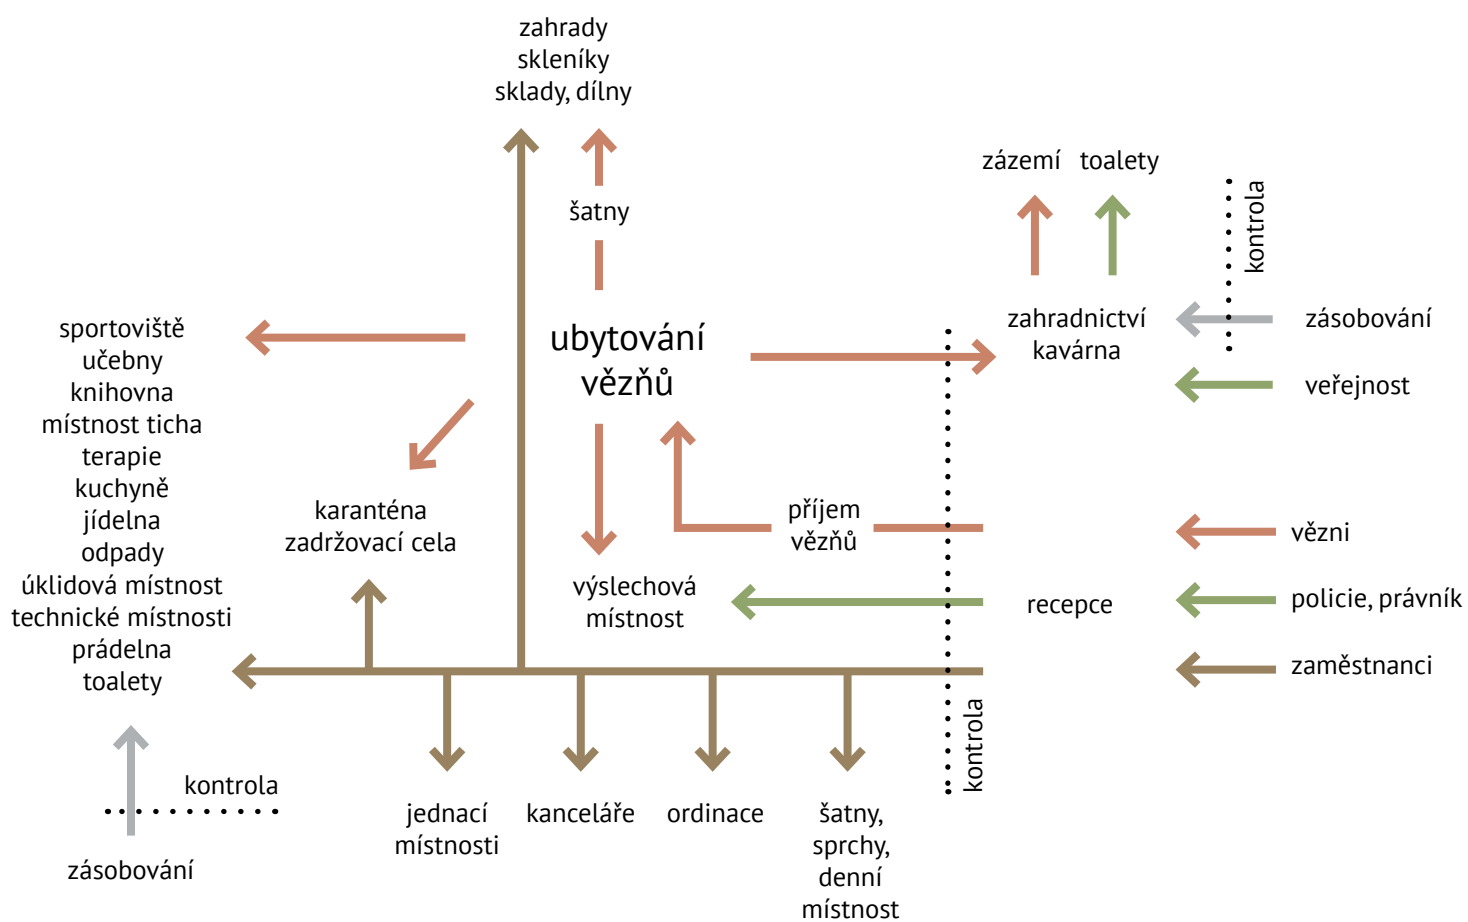 zahrady
skleníky
sklady, dílny
šatny
zázemí
toalety
kontrola
zahradnictví
kavárna
zásobování
veřejnost
ubytování
vězňů
sportoviště
učebny
knihovna
místnost ticha
terapie
kuchyně
jídelna
odpady
úklidová místnost
technické místnosti
prádelna
toalety
karanténa
zadržovací cela
příjem
vězňů
vězni
výslechová
místnost
recepce
policie, právník
zaměstnanci
kontrola
kontrola
zásobování
jednací
místnosti
kanceláře
ordinace
šatny,
sprchy,
denní
místnost